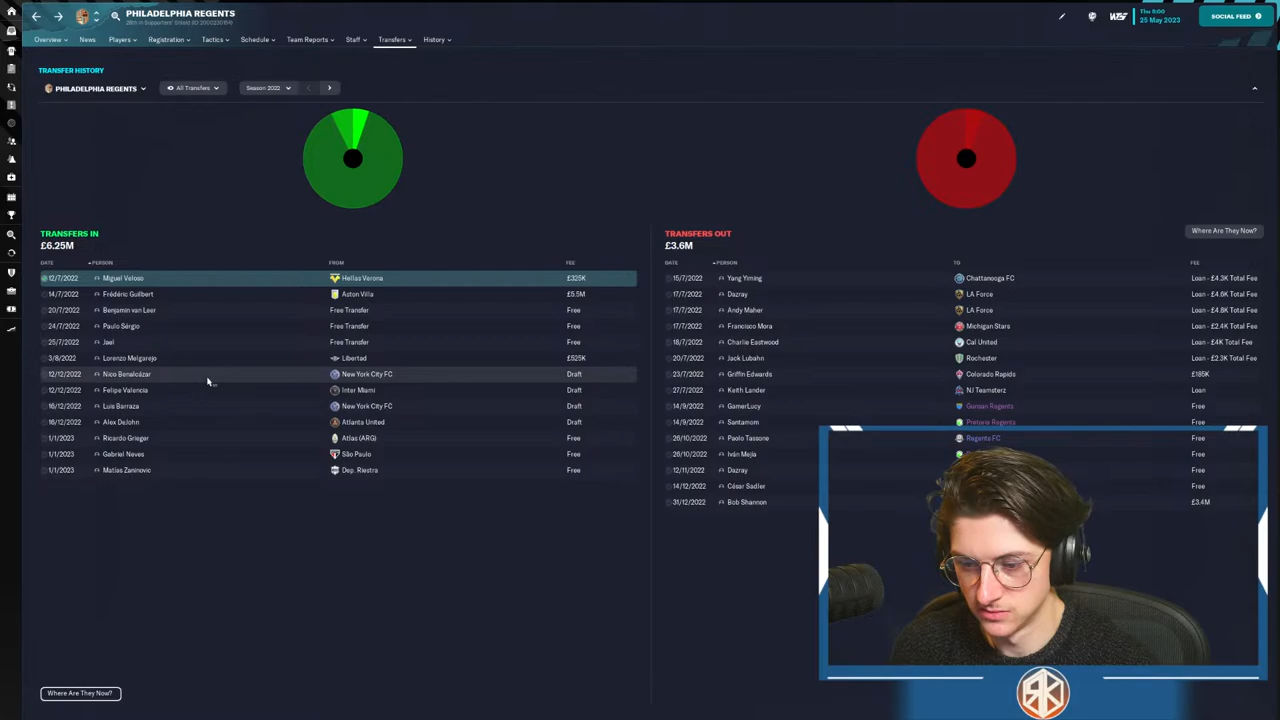 PHILADELPHIA REGENTS
Thu 8:00
25 May 2023
SOCIAL FEED
Overview
News
Players
Registration
Tactics
Schedule
Team Reports
Staff
Transfers
History
TRANSFER HISTORY
PHILADELPHIA REGENTS
All Transfers
Season 2022
TRANSFERS IN
£6.25M
DATE PERSON FROM FEE
12/7/2022 Miguel Veloso Hellas Verona £325K
14/7/2022 Frédéric Guilbert Aston Villa £5.5M
20/7/2022 Benjamin van Leer Free Transfer Free
24/7/2022 Paulo Sérgio Free Transfer Free
25/7/2022 Jael Free Transfer Free
3/8/2022 Lorenzo Melgarejo Libertad £525K
12/12/2022 Nico Benalcázar New York City FC Draft
12/12/2022 Felipe Valencia Inter Miami Draft
16/12/2022 Luis Barraza New York City FC Draft
16/12/2022 Alex DeJohn Atlanta United Draft
1/1/2023 Ricardo Grieger Atlas (ARG) Free
1/1/2023 Gabriel Neves São Paulo Free
1/1/2023 Matías Zaninovic Dep. Riestra Free
Where Are They Now?
TRANSFERS OUT
£3.6M
Where Are They Now?
DATE PERSON TO FEE
15/7/2022 Yang Yiming Chattanooga FC Loan - £4.3K Total Fee
17/7/2022 Dazray LA Force Loan - £4.6K Total Fee
17/7/2022 Andy Maher LA Force Loan - £4.8K Total Fee
17/7/2022 Francisco Mora Michigan Stars Loan - £2.4K Total Fee
18/7/2022 Charlie Eastwood Cal United Loan - £4K Total Fee
20/7/2022 Jack Lubahn Rochester Loan - £2.3K Total Fee
23/7/2022 Griffin Edwards Colorado Rapids £185K
27/7/2022 Keith Lander NJ Teamsterz Loan
14/9/2022 GamerLucy Gunsan Regents Free
14/9/2022 Santamom Pretoria Regents Free
26/10/2022 Paolo Tassone Regents FC Free
26/10/2022 Iván Mejía Free
12/11/2022 Dazray Free
14/12/2022 César Sadler Free
31/12/2022 Bob Shannon £3.4M